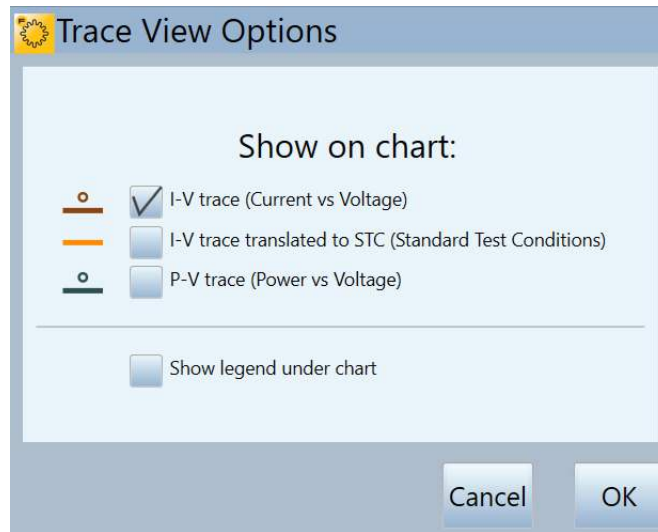 Trace View Options
Show on chart:
I-V trace (Current vs Voltage)
I-V trace translated to STC (Standard Test Conditions)
P-V trace (Power vs Voltage)
Show legend under chart
Cancel
OK